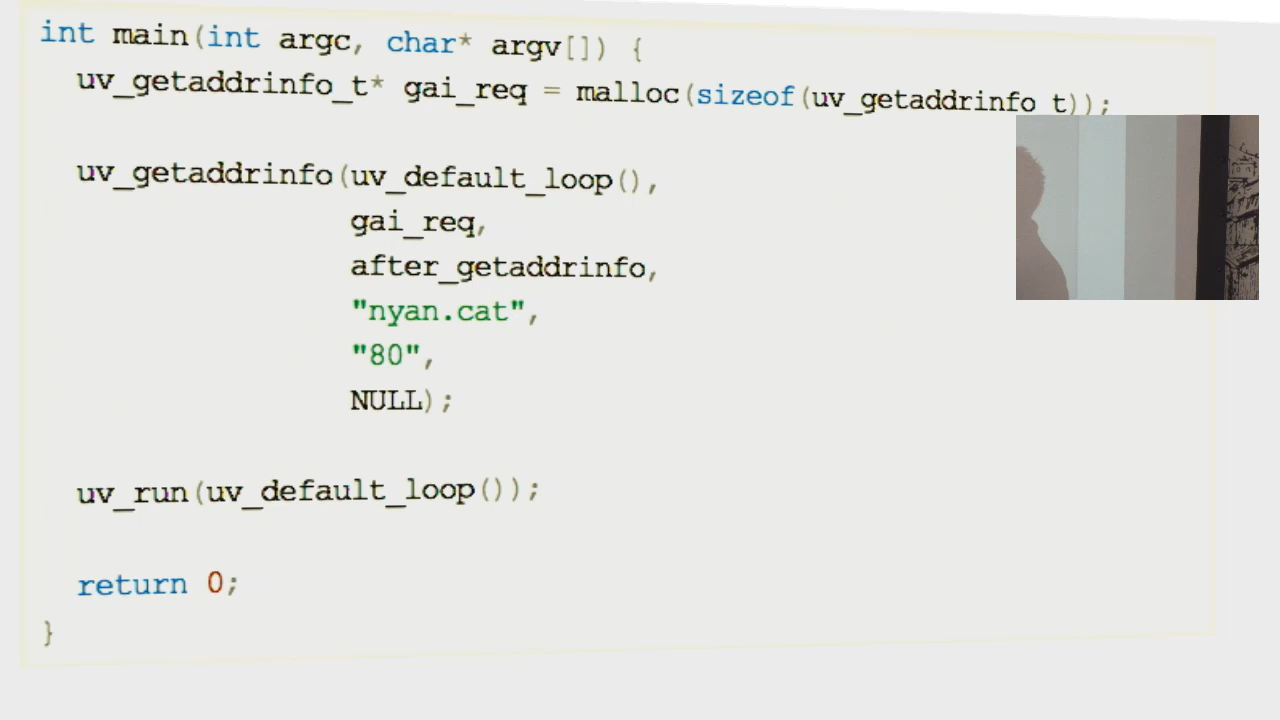 int main(int argc, char* argv[]) {
uv_getaddrinfo_t* gai_req = malloc(sizeof(uv_getaddrinfo_t));
uv_getaddrinfo(uv_default_loop(),
gai_req,
after_getaddrinfo,
"nyan.cat",
"80",
NULL);
uv_run(uv_default_loop());
return 0;
}